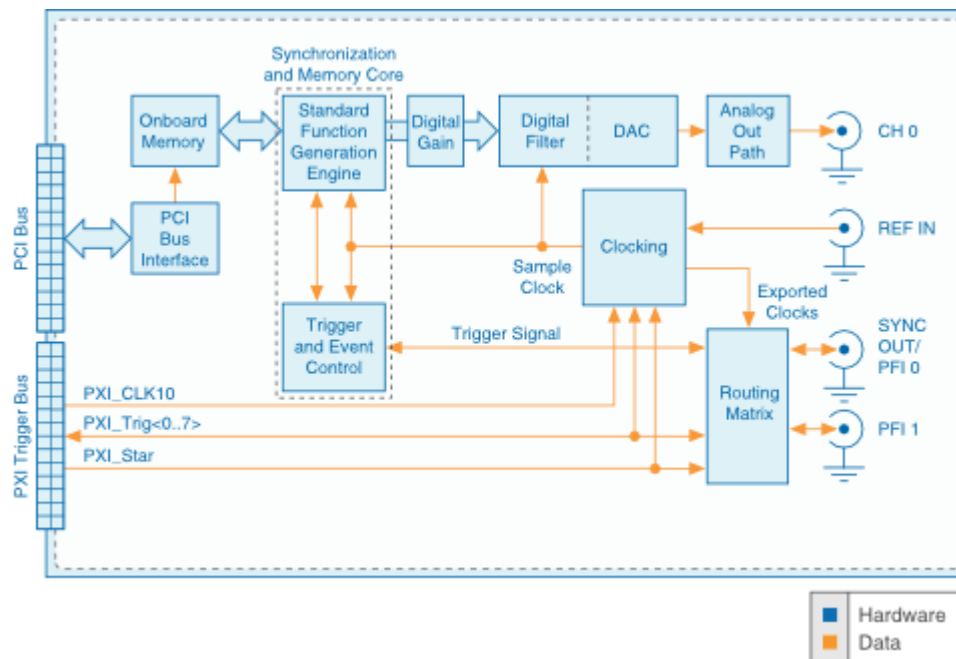 Synchronization
and Memory Core
Onboard
Memory
Standard
Function
Generation
Engine
Digital
Gain
Digital
Filter
DAC
Analog
Out
Path
CH 0
PCI Bus
PCI
Bus
Interface
Clocking
REF IN
Sample
Clock
Exported
Clocks
Trigger
and Event
Control
Trigger Signal
SYNC
OUT/
PFI 0
Routing
Matrix
PFI 1
PXI Trigger Bus
PXI_CLK10
PXI_Trig<0..7>
PXI_Star
Hardware
Data